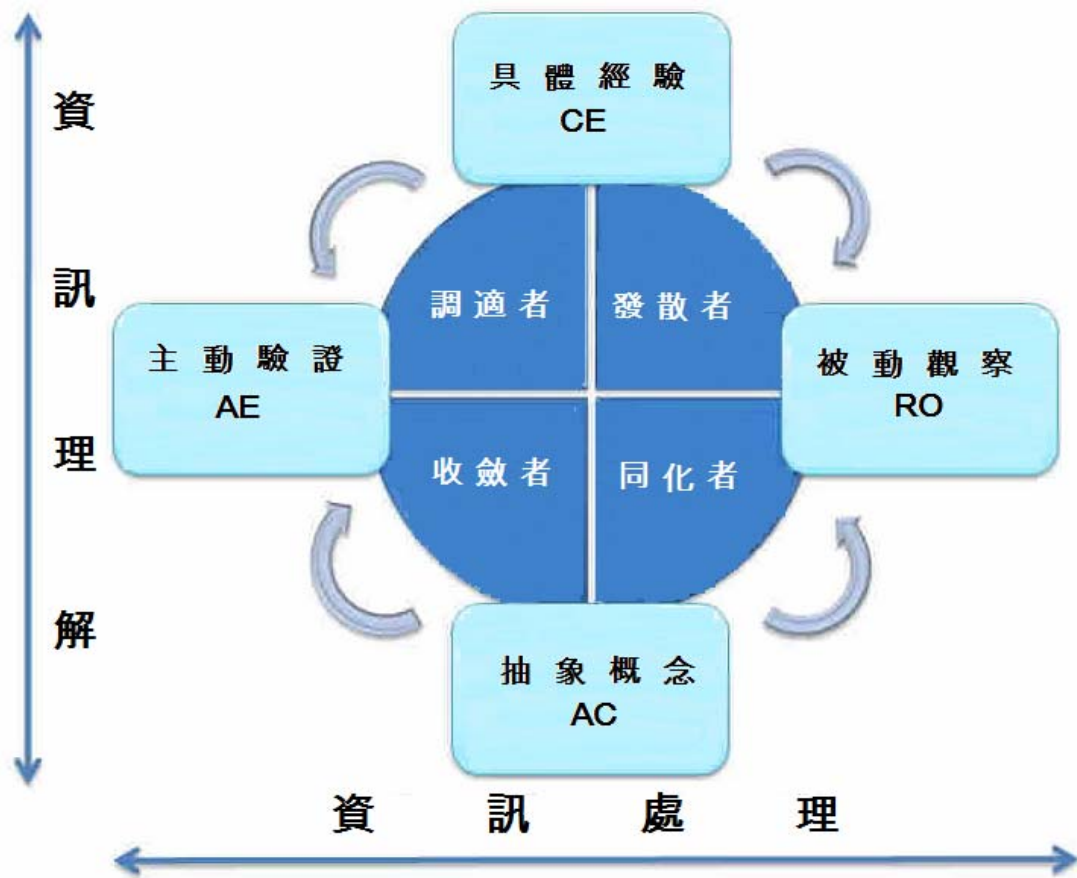 具體經驗
CE
資訊理解
調適者
發散者
主動驗證
AE
被動觀察
RO
收斂者
同化者
抽象概念
AC
資訊處理